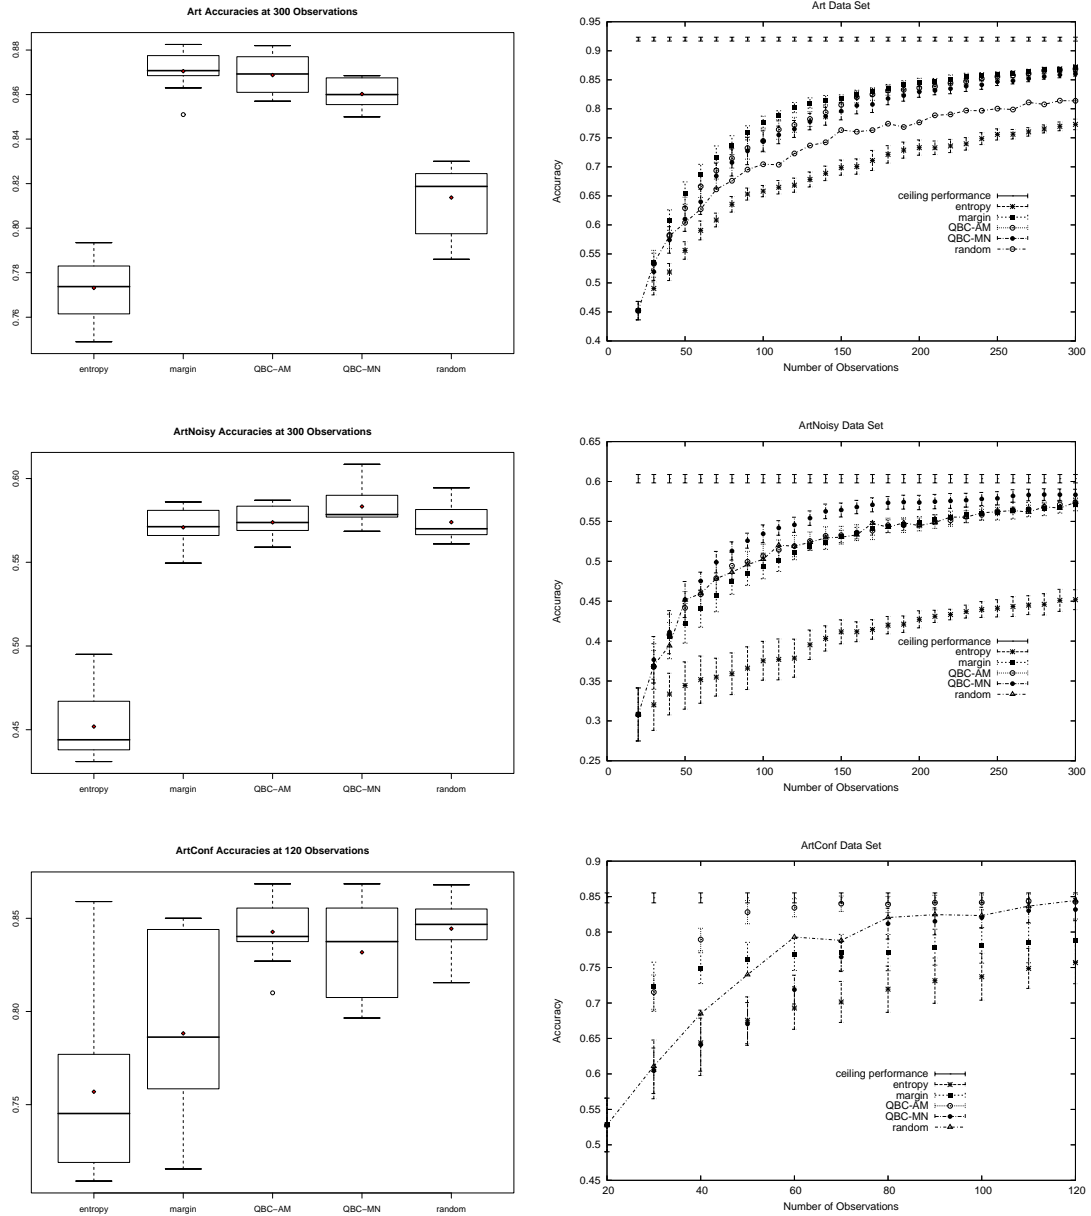 Art Accuracies at 300 Observations
0.88
0.86
0.84
0.82
0.80
0.78
0.76
entropy margin QBC−AM QBC−MN random
Art Data Set
0.95
0.9
0.85
0.8
0.75
0.7
0.65
0.6
0.55
0.5
0.45
0.4
Accuracy
ceiling performance
entropy
margin
QBC-AM
QBC-MN
random
0 50 100 150 200 250 300
Number of Observations
ArtNoisy Accuracies at 300 Observations
0.60
0.55
0.50
0.45
entropy margin QBC−AM QBC−MN random
ArtNoisy Data Set
0.65
0.6
0.55
0.5
0.45
0.4
0.35
0.3
0.25
Accuracy
ceiling performance
entropy
margin
QBC-AM
QBC-MN
random
0 50 100 150 200 250 300
Number of Observations
ArtConf Accuracies at 120 Observations
0.85
0.80
0.75
entropy margin QBC−AM QBC−MN random
ArtConf Data Set
0.9
0.85
0.8
0.75
0.7
0.65
0.6
0.55
0.5
0.45
Accuracy
ceiling performance
entropy
margin
QBC-AM
QBC-MN
random
20 40 60 80 100 120
Number of Observations